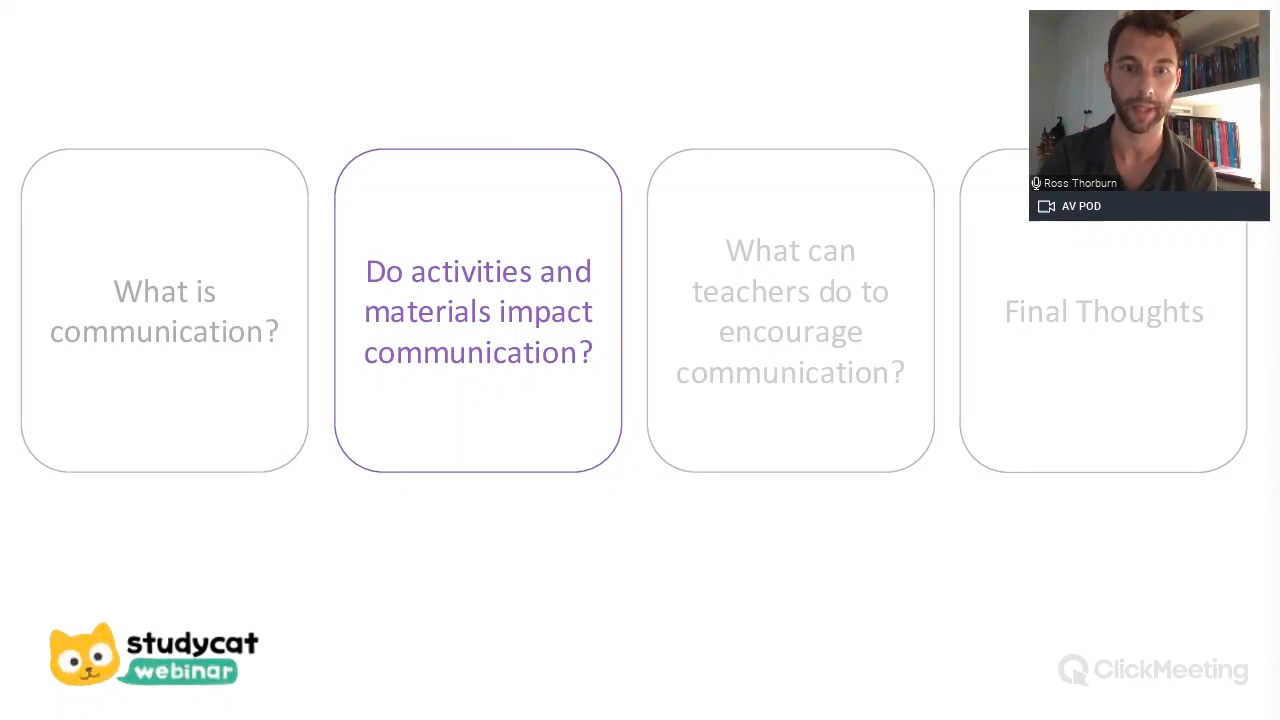 What is
communication?
Do activities and
materials impact
communication?
What can
teachers do to
encourage
communication?
Final Thoughts
Ross Thorburn
AV POD
studycat
webinar
ClickMeeting